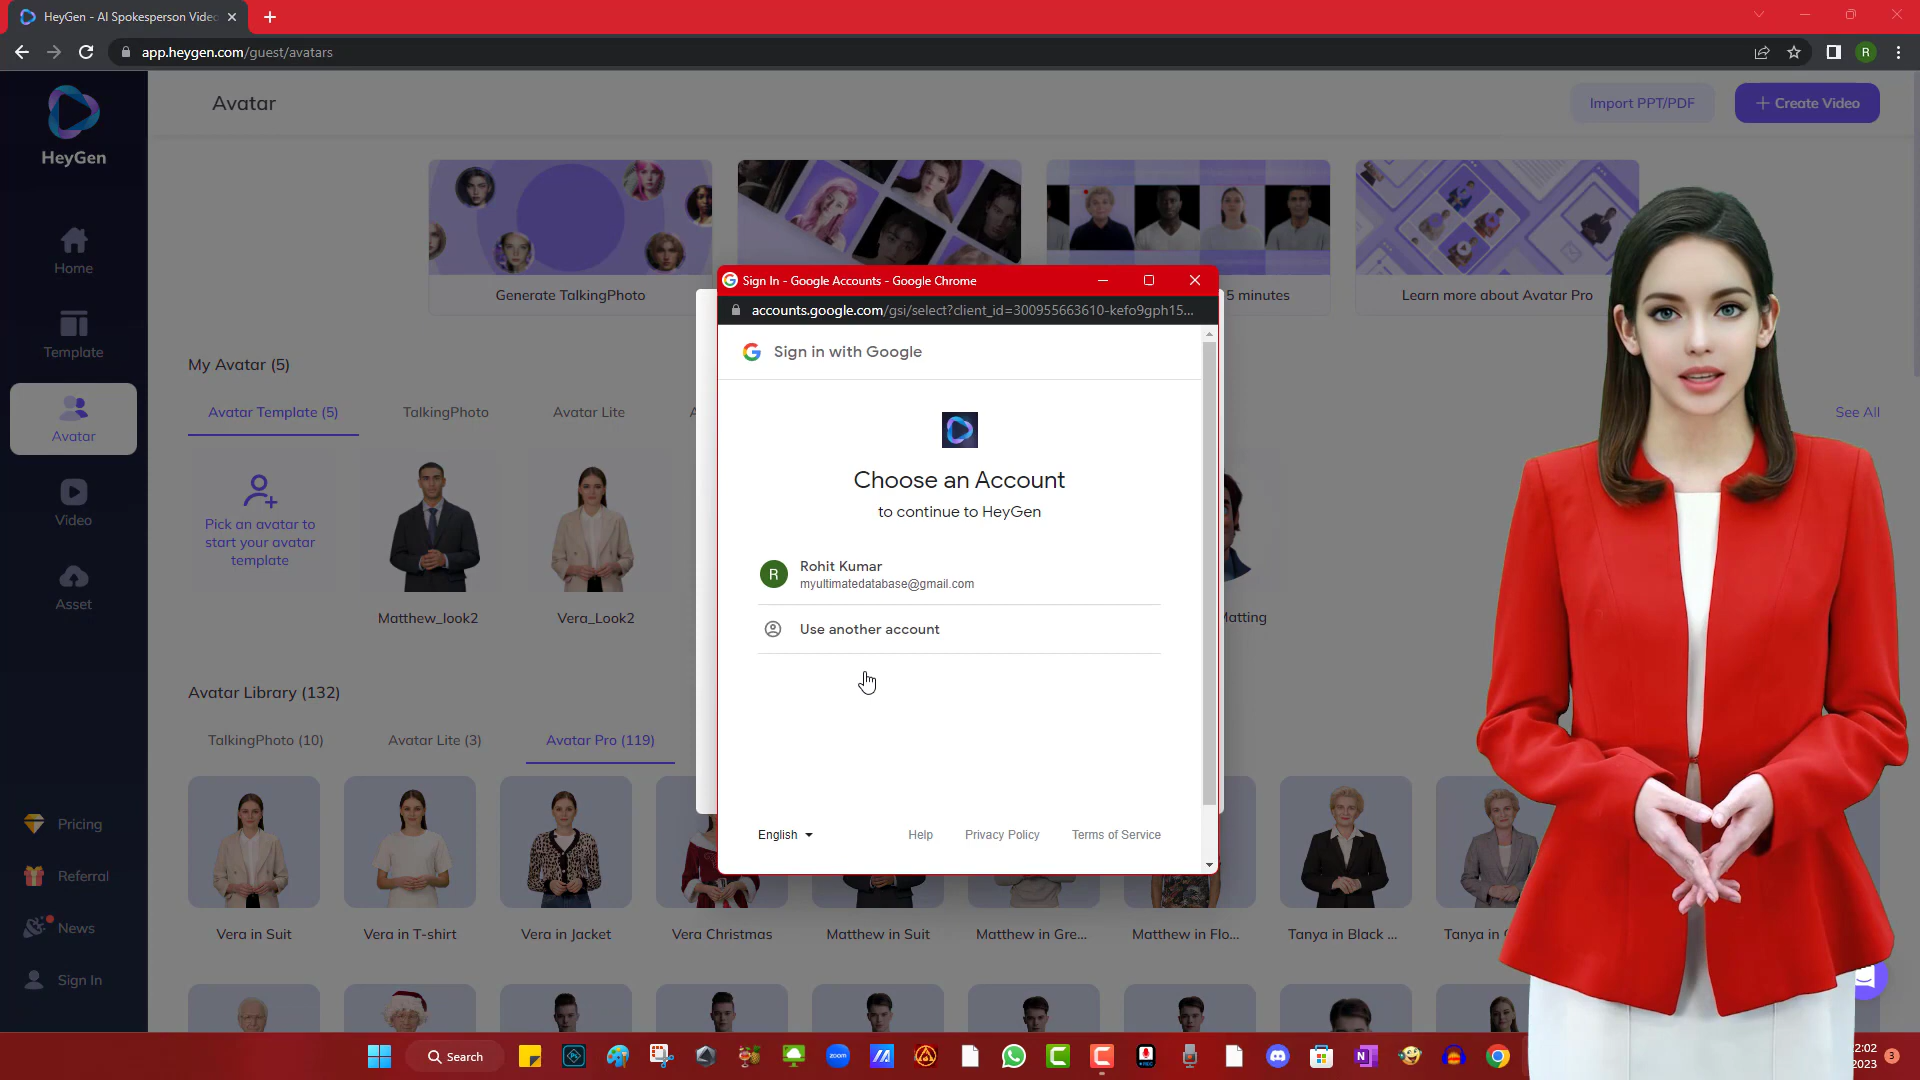 HeyGen - AI Spokesperson Video
app.heygen.com/guest/avatars
R
HeyGen
Home
Template
Avatar
Video
Asset
Pricing
Referral
News
Sign In
Avatar
Import PPT/PDF
+ Create Video
Generate TalkingPhoto
5 minutes
Learn more about Avatar Pro
My Avatar (5)
Avatar Template (5)
TalkingPhoto
Avatar Lite
See All
Pick an avatar to
start your avatar
template
Matthew_look2
Vera_Look2
Matting
Avatar Library (132)
TalkingPhoto (10)
Avatar Lite (3)
Avatar Pro (119)
Vera in Suit
Vera in T-shirt
Vera in Jacket
Vera Christmas
Matthew in Suit
Matthew in Gre...
Matthew in Flo...
Tanya in Black ...
Tanya in
Sign In - Google Accounts - Google Chrome
accounts.google.com/gsi/select?client_id=300955663610-kefo9gph15...
Sign in with Google
Choose an Account
to continue to HeyGen
R
Rohit Kumar
myultimatedatabase@gmail.com
Use another account
English
Help
Privacy Policy
Terms of Service
Search
zoom
2:02
2023
3